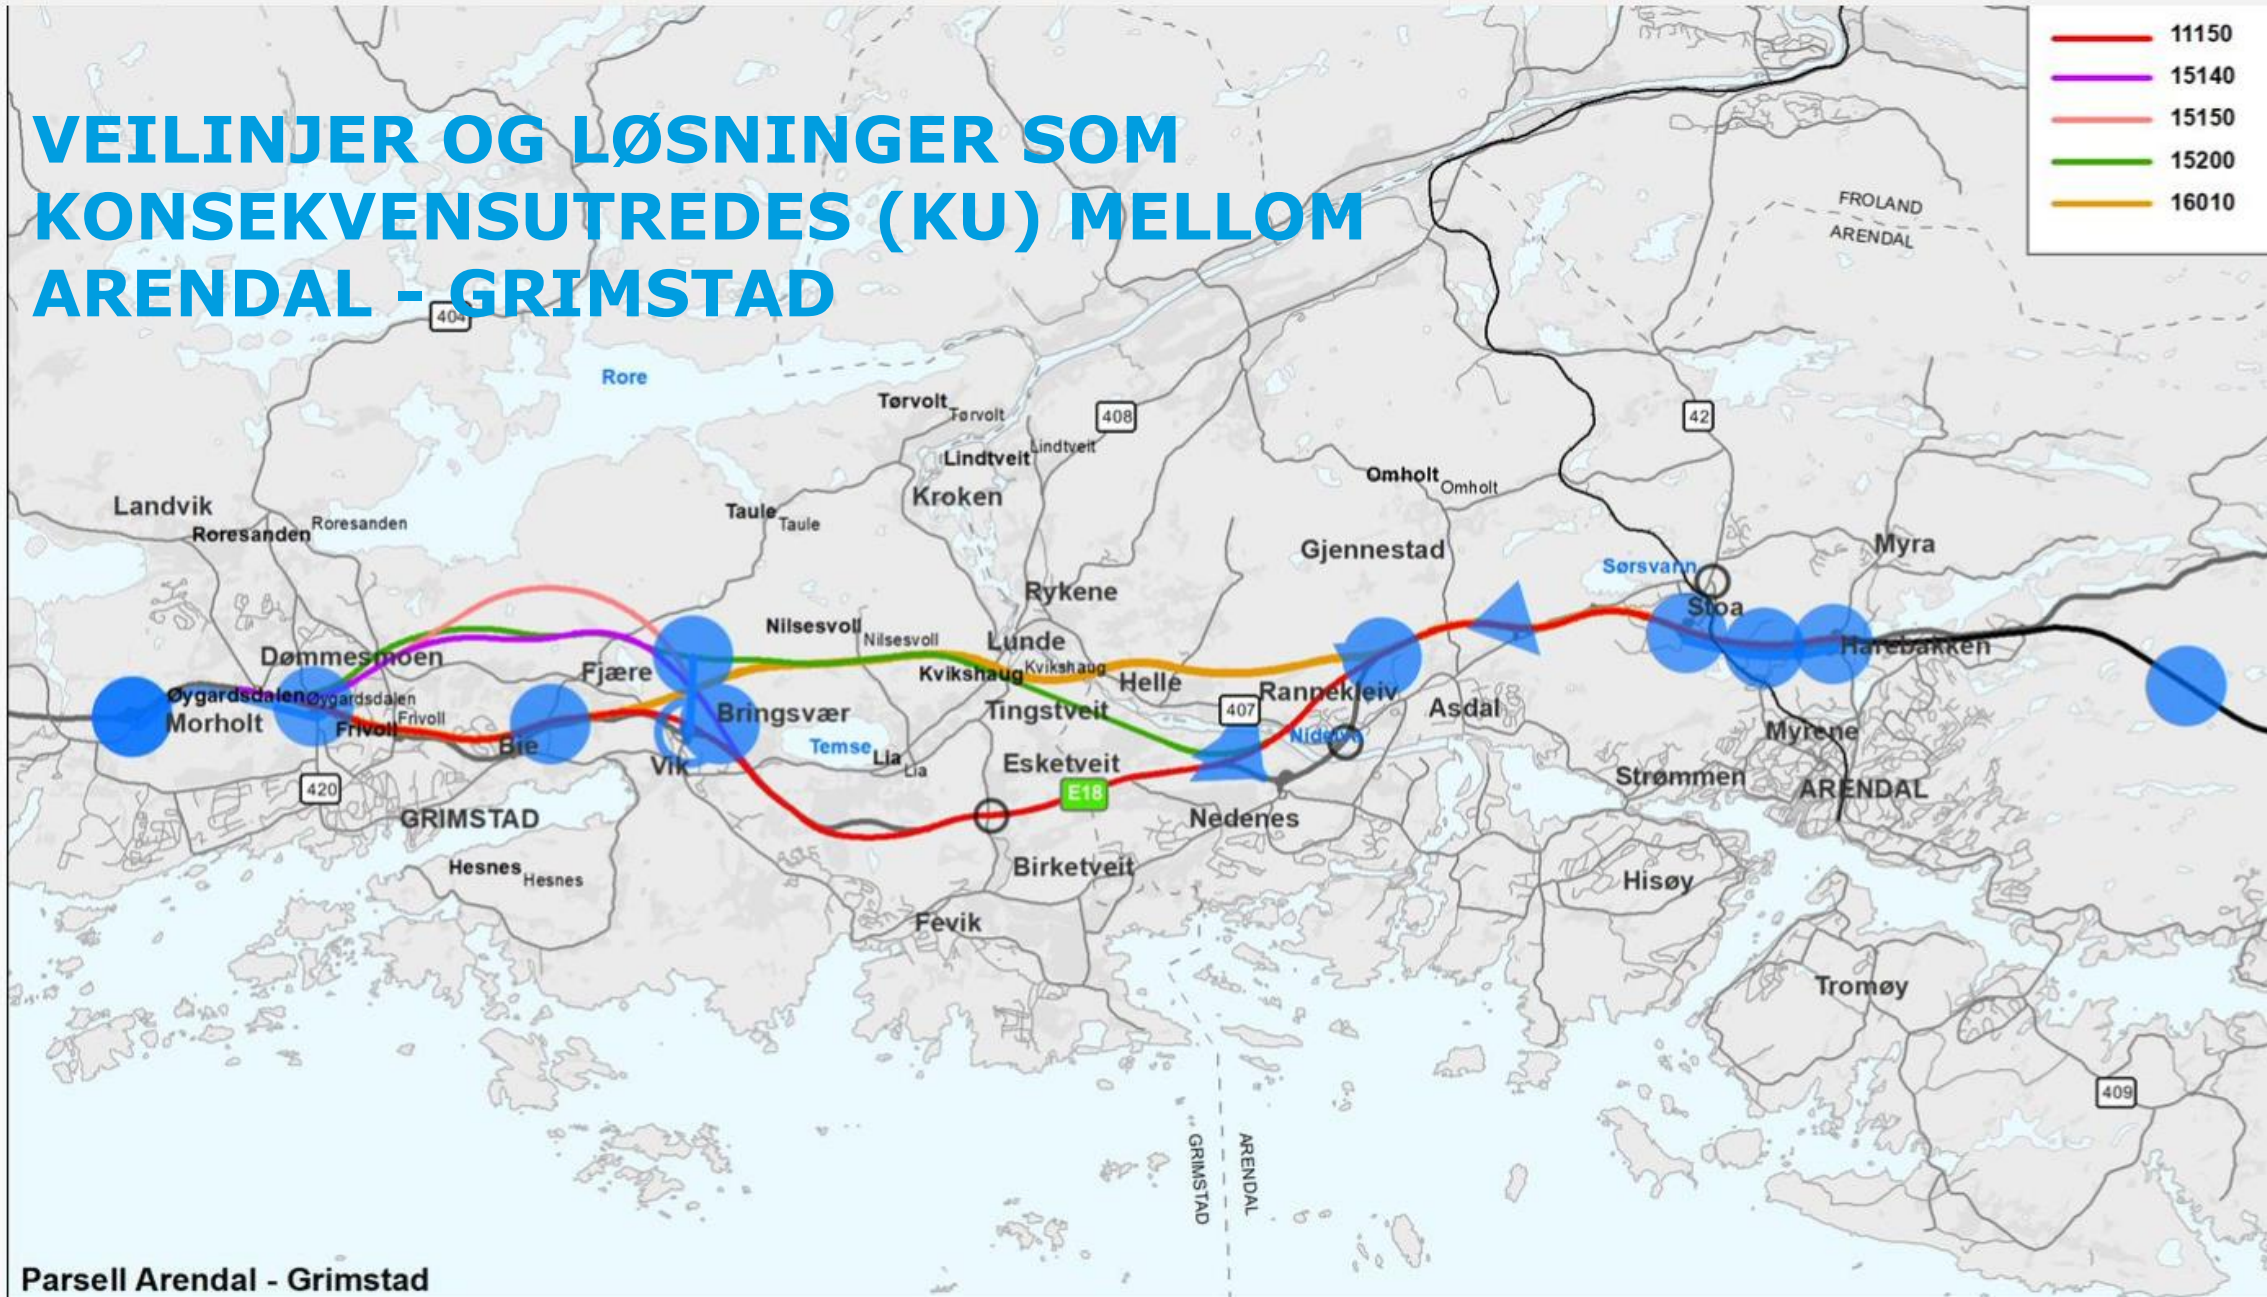 11150
15140
15150
15200
16010
VEILINJER OG LØSNINGER SOM
KONSEKVENSUTREDES (KU) MELLOM
ARENDAL - GRIMSTAD
FROLAND
ARENDAL
404
Rore
Tørvolt Tørvolt
408
42
Lindtveit Lindtveit
Kroken
Omholt Omholt
Landvik
Roresanden Roresanden
Taule Taule
Gjennestad
Myra
Sørsvann
Rykene
Stoa
Nilsesvoll Nilsesvoll
Lunde
Harebakken
Dømmesmoen
Fjære
Kvikshaug Kvikshaug
Helle
Rannekleiv
Øygardsdalen Øygardsdalen
Morholt
Frivoll Frivoll
Bringsvær
Tingstveit
407
Asdal
Bie
Temse
Lia Lia
Nidelva
Myrene
Vik
Esketveit
Strømmen
ARENDAL
420
E18
GRIMSTAD
Nedenes
Hesnes Hesnes
Birketveit
Hisøy
Fevik
Tromøy
409
GRIMSTAD
ARENDAL
Parsell Arendal - Grimstad